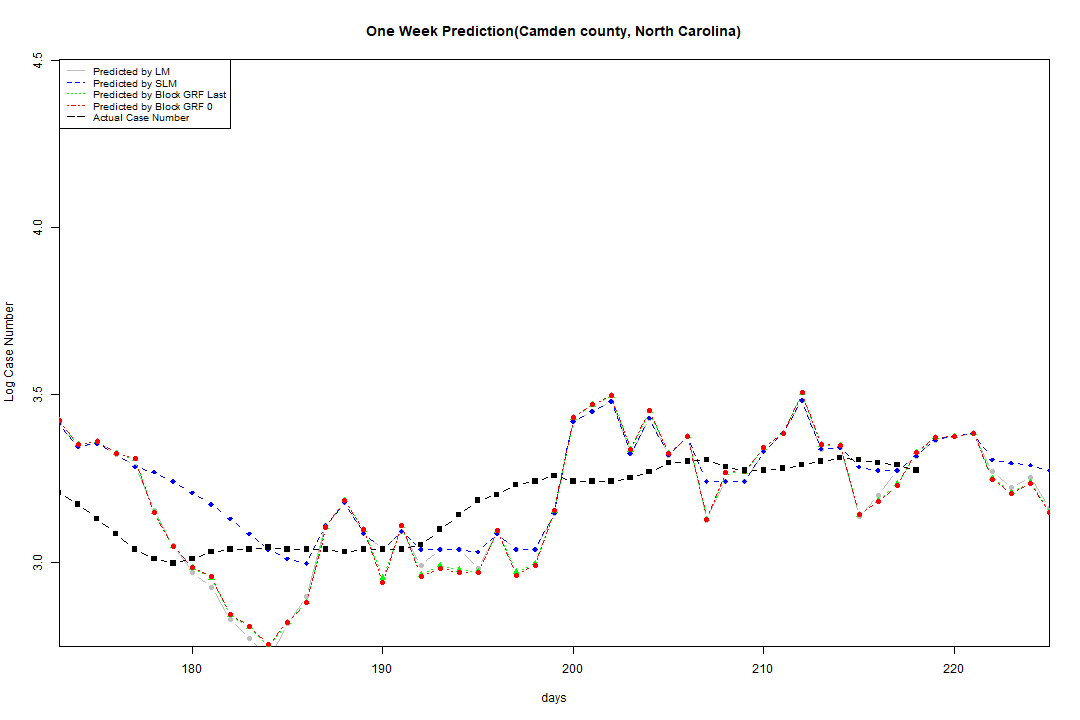 One Week Prediction(Camden county, North Carolina)
Predicted by LM
Predicted by SLM
Predicted by Block GRF Last
Predicted by Block GRF 0
Actual Case Number
4.5
4.0
3.5
3.0
Log Case Number
180 190 200 210 220
days